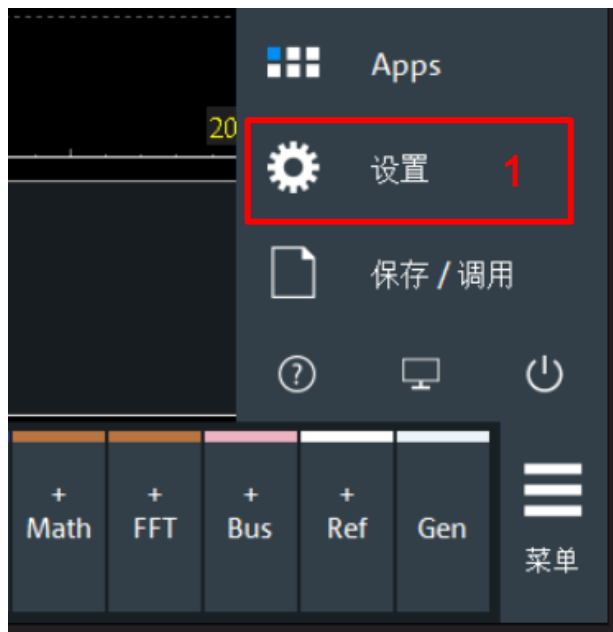 Apps
20
设置 1
保存 / 调用
?
+ Math
+ FFT
+ Bus
+ Ref
Gen
菜单